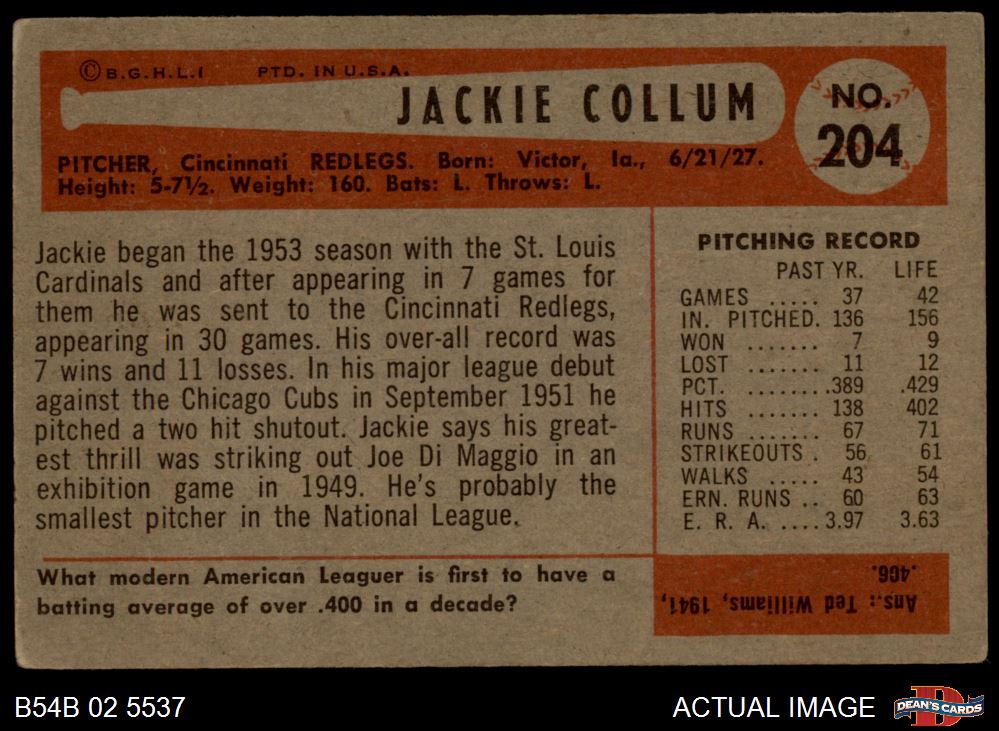 © B.G.H.L.I PTD. IN U.S.A.
JACKIE COLLUM
NO.
204
PITCHER, Cincinnati REDLEGS. Born: Victor, Ia., 6/21/27.
Height: 5-7½. Weight: 160. Bats: L. Throws: L.
Jackie began the 1953 season with the St. Louis
Cardinals and after appearing in 7 games for
them he was sent to the Cincinnati Redlegs,
appearing in 30 games. His over-all record was
7 wins and 11 losses. In his major league debut
against the Chicago Cubs in September 1951 he
pitched a two hit shutout. Jackie says his great-
est thrill was striking out Joe Di Maggio in an
exhibition game in 1949. He's probably the
smallest pitcher in the National League.
PITCHING RECORD
PAST YR. LIFE
GAMES ..... 37 42
IN. PITCHED. 136 156
WON ....... 7 9
LOST ....... 11 12
PCT. ....... .389 .429
HITS ....... 138 402
RUNS ....... 67 71
STRIKEOUTS . 56 61
WALKS ..... 43 54
ERN. RUNS .. 60 63
E. R. A. .... 3.97 3.63
What modern American Leaguer is first to have a
batting average of over .400 in a decade?
Ans.: Ted Williams, 1941,
.406.
B54B 02 5537
ACTUAL IMAGE
DEAN'S CARDS